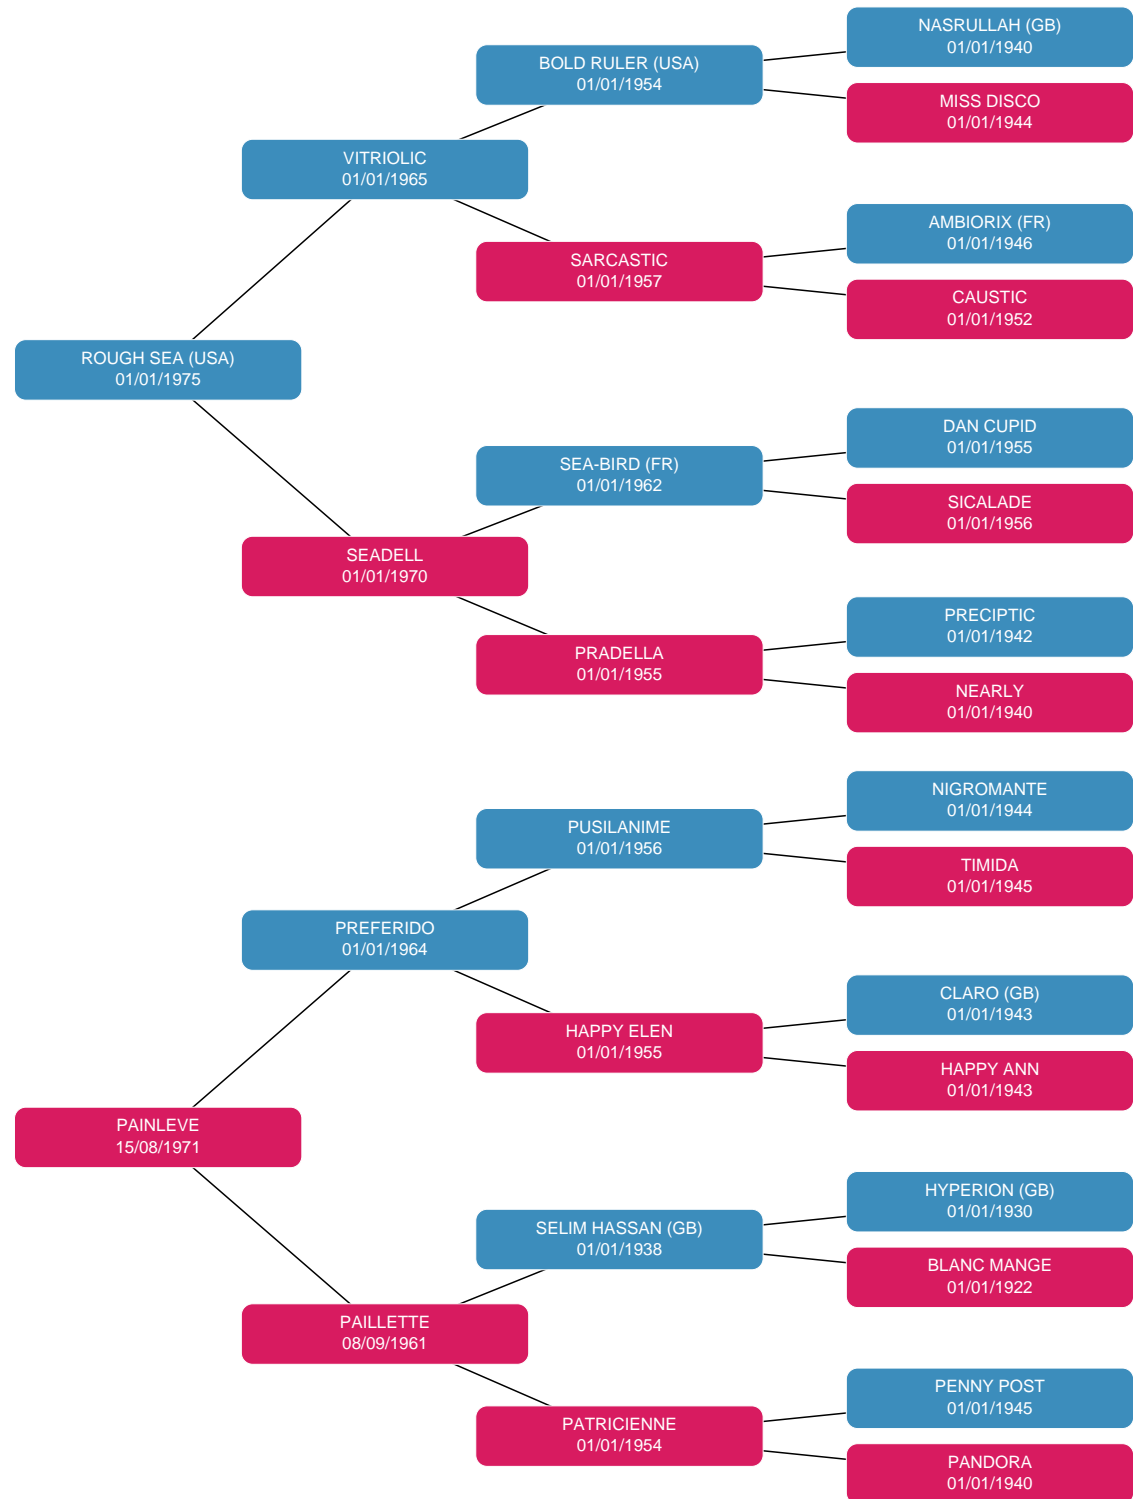 NASRULLAH (GB)
01/01/1940
BOLD RULER (USA)
01/01/1954
MISS DISCO
01/01/1944
VITRIOLIC
01/01/1965
AMBIORIX (FR)
01/01/1946
SARCASTIC
01/01/1957
CAUSTIC
01/01/1952
ROUGH SEA (USA)
01/01/1975
DAN CUPID
01/01/1955
SEA-BIRD (FR)
01/01/1962
SICALADE
01/01/1956
SEADELL
01/01/1970
PRECIPTIC
01/01/1942
PRADELLA
01/01/1955
NEARLY
01/01/1940
NIGROMANTE
01/01/1944
PUSILANIME
01/01/1956
TIMIDA
01/01/1945
PREFERIDO
01/01/1964
CLARO (GB)
01/01/1943
HAPPY ELEN
01/01/1955
HAPPY ANN
01/01/1943
PAINLEVE
15/08/1971
HYPERION (GB)
01/01/1930
SELIM HASSAN (GB)
01/01/1938
BLANC MANGE
01/01/1922
PAILLETTE
08/09/1961
PENNY POST
01/01/1945
PATRICIENNE
01/01/1954
PANDORA
01/01/1940